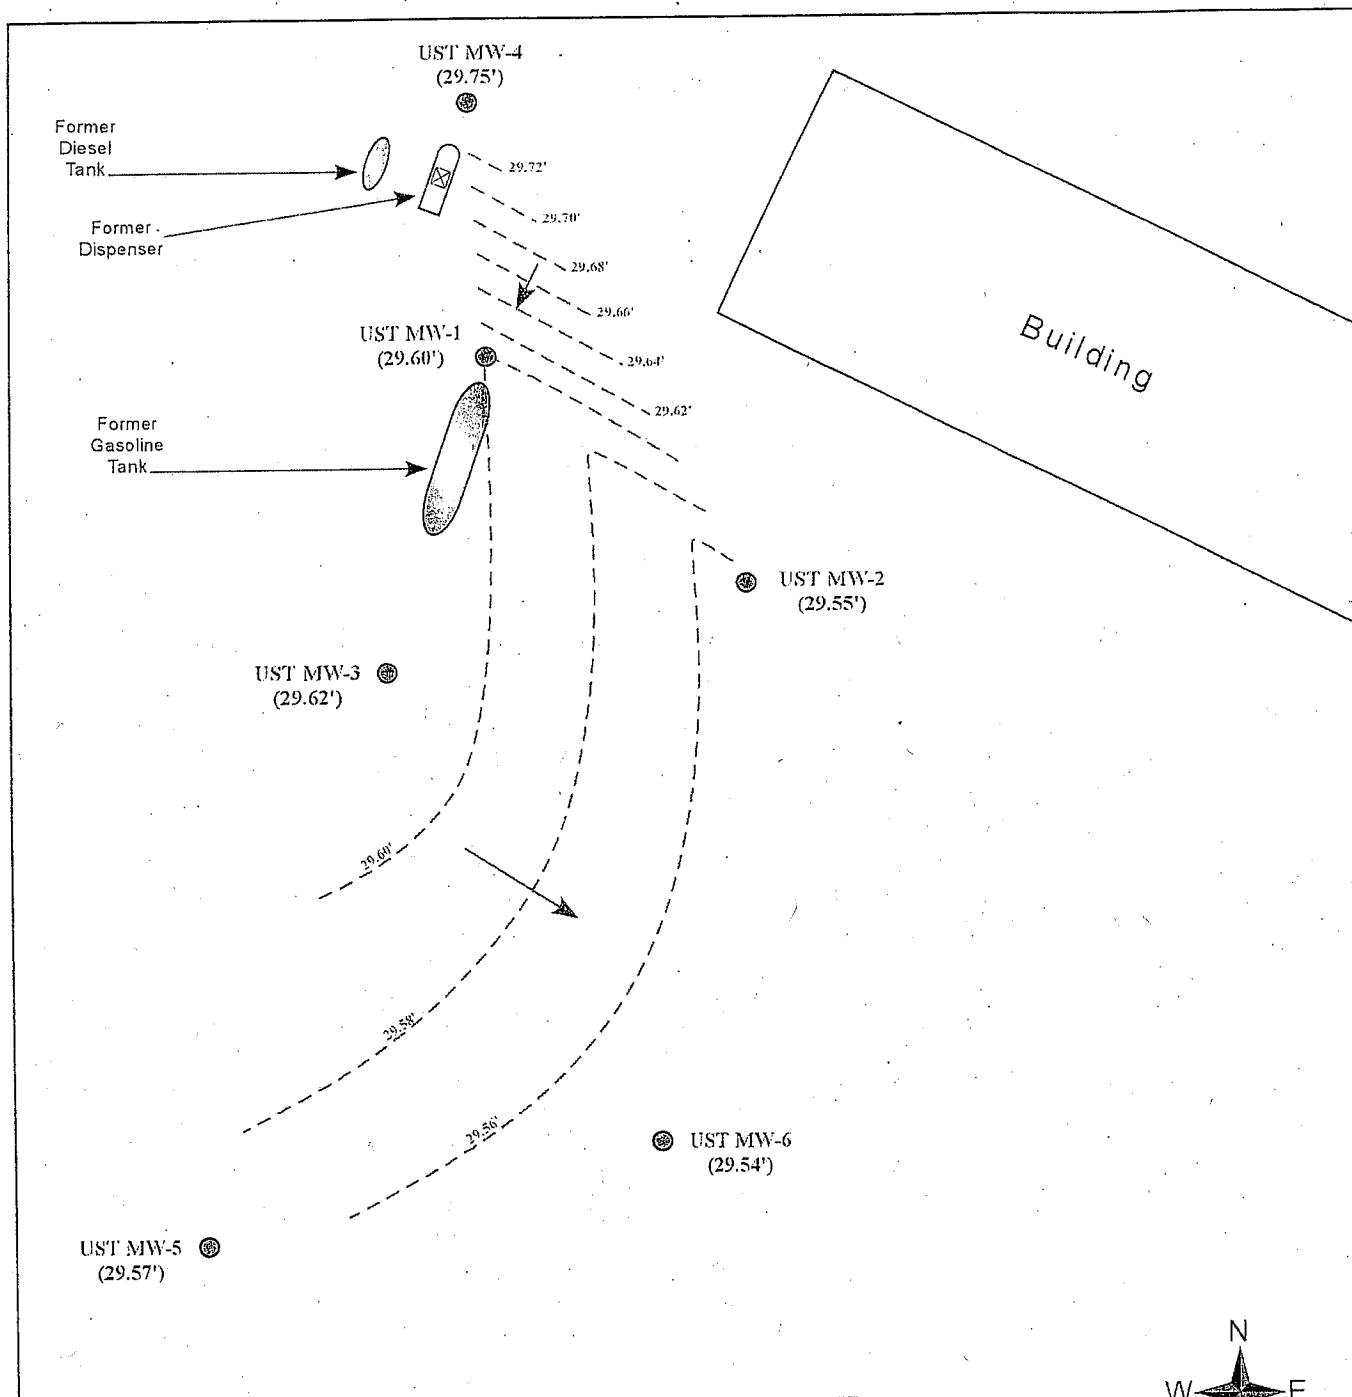 UST MW-4
(29.75')
Former
Diesel
Tank
29.72'
Former
Dispenser
29.70'
29.68'
29.66'
UST MW-1
(29.60')
29.64'
29.62'
Building
Former
Gasoline
Tank
UST MW-2
(29.55')
UST MW-3
(29.62')
29.60'
29.58'
29.56'
UST MW-6
(29.54')
UST MW-5
(29.57')
N
W E